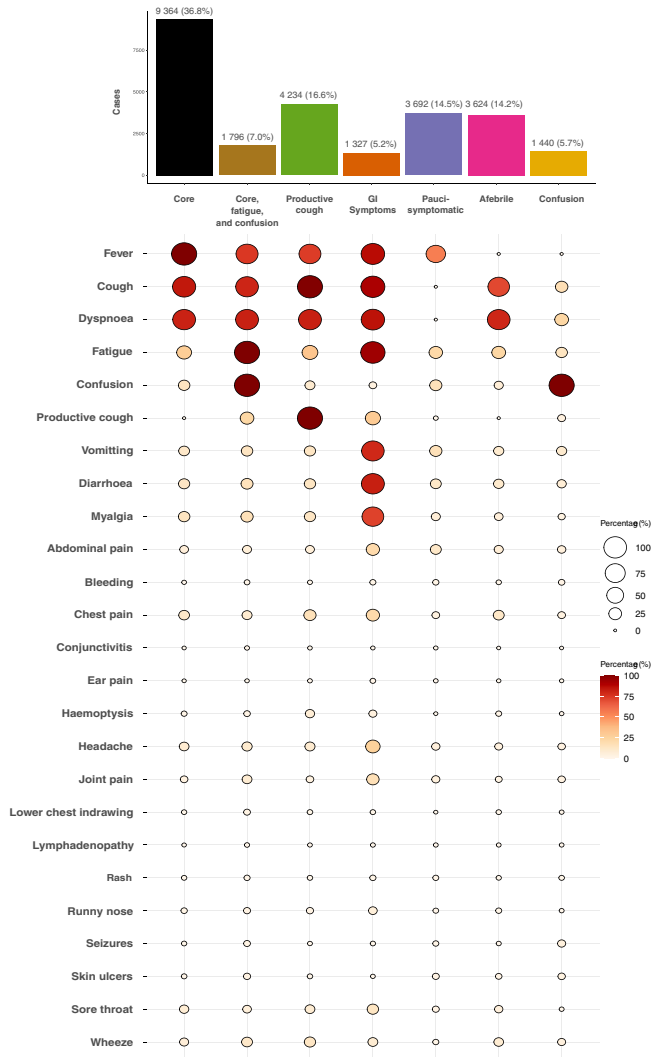 9 364 (36.8%)
1 796 (7.0%)
4 234 (16.6%)
1 327 (5.2%)
3 692 (14.5%)
3 624 (14.2%)
1 440 (5.7%)
Cases
7500
5000
2500
0
Core
Core,
fatigue,
and confusion
Productive
cough
GI
Symptoms
Pauci-
symptomatic
Afebrile
Confusion
Fever
Cough
Dyspnoea
Fatigue
Confusion
Productive cough
Vomitting
Diarrhoea
Myalgia
Abdominal pain
Bleeding
Chest pain
Conjunctivitis
Ear pain
Haemoptysis
Headache
Joint pain
Lower chest indrawing
Lymphadenopathy
Rash
Runny nose
Seizures
Skin ulcers
Sore throat
Wheeze
Percentage(%)
100
75
50
25
0
Percentage(%)
100
75
50
25
0